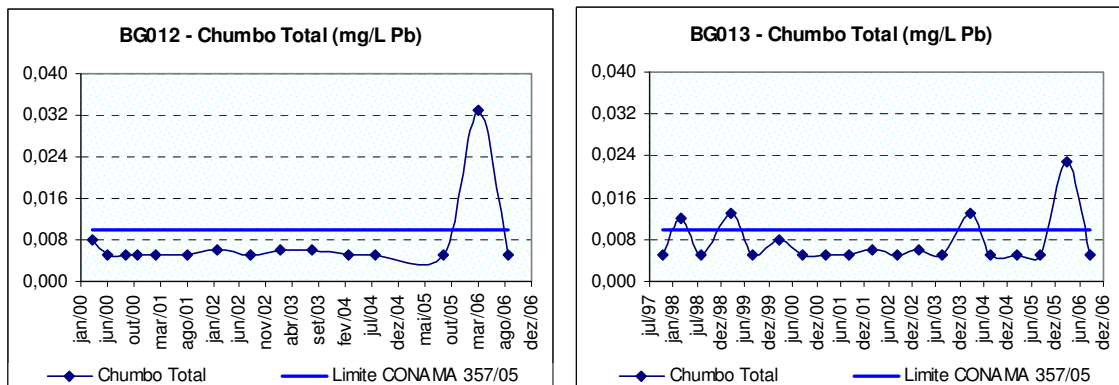 BG012 - Chumbo Total (mg/L Pb)
0,040
0,032
0,024
0,016
0,008
0,000
jan/00
jun/00
out/00
mar/01
ago/01
jan/02
jun/02
nov/02
abr/03
set/03
fev/04
jul/04
dez/04
mai/05
out/05
mar/06
ago/06
dez/06
Chumbo Total
Limite CONAMA 357/05
BG013 - Chumbo Total (mg/L Pb)
0,040
0,032
0,024
0,016
0,008
0,000
jul/97
jan/98
jul/98
dez/98
jun/99
dez/99
jun/00
dez/00
jun/01
dez/01
jun/02
dez/02
jun/03
dez/03
jun/04
dez/04
jun/05
dez/05
jun/06
dez/06
Chumbo Total
Limite CONAMA 357/05